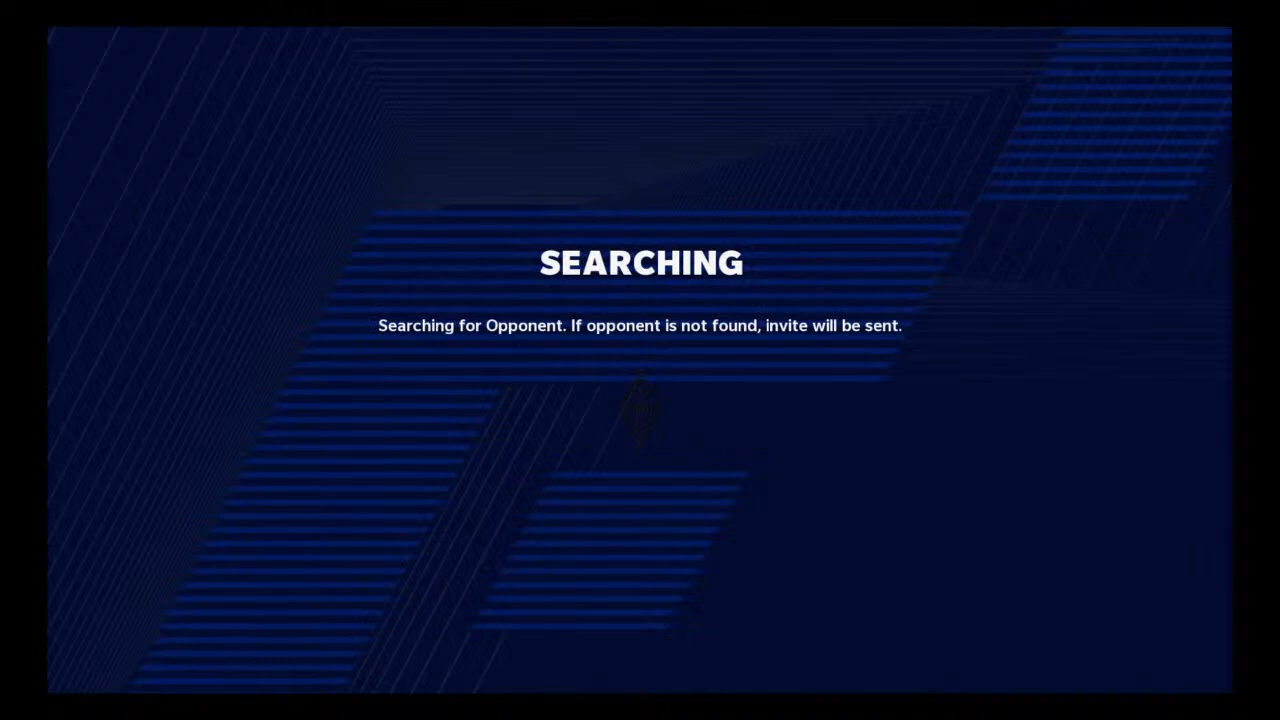 SEARCHING
Searching for Opponent. If opponent is not found, invite will be sent.